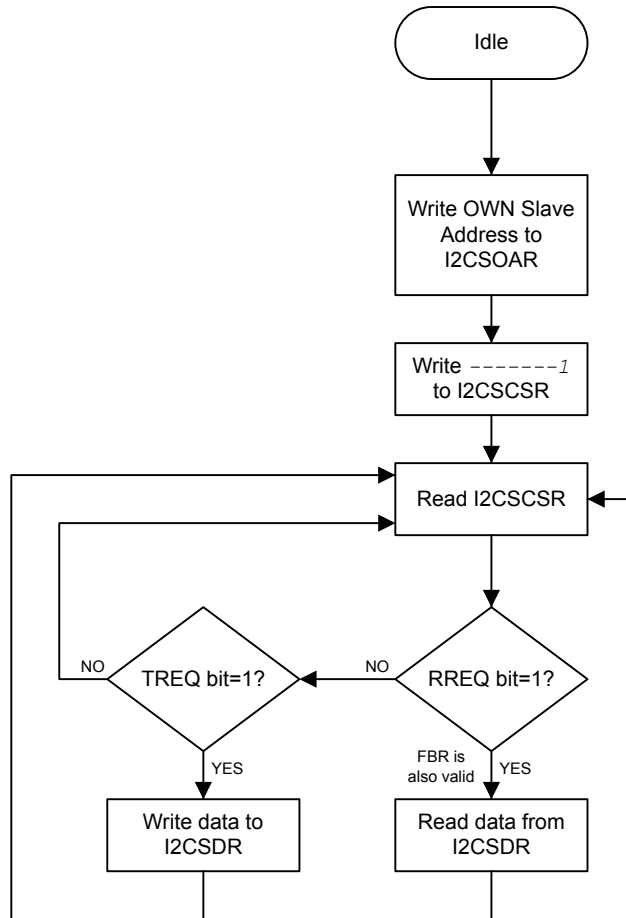 Idle
Write OWN Slave
Address to
I2CSOAR
Write -------1
to I2CSCSR
Read I2CSCSR
NO
TREQ bit=1?
NO
RREQ bit=1?
YES
FBR is
also valid
YES
Write data to
I2CSDR
Read data from
I2CSDR